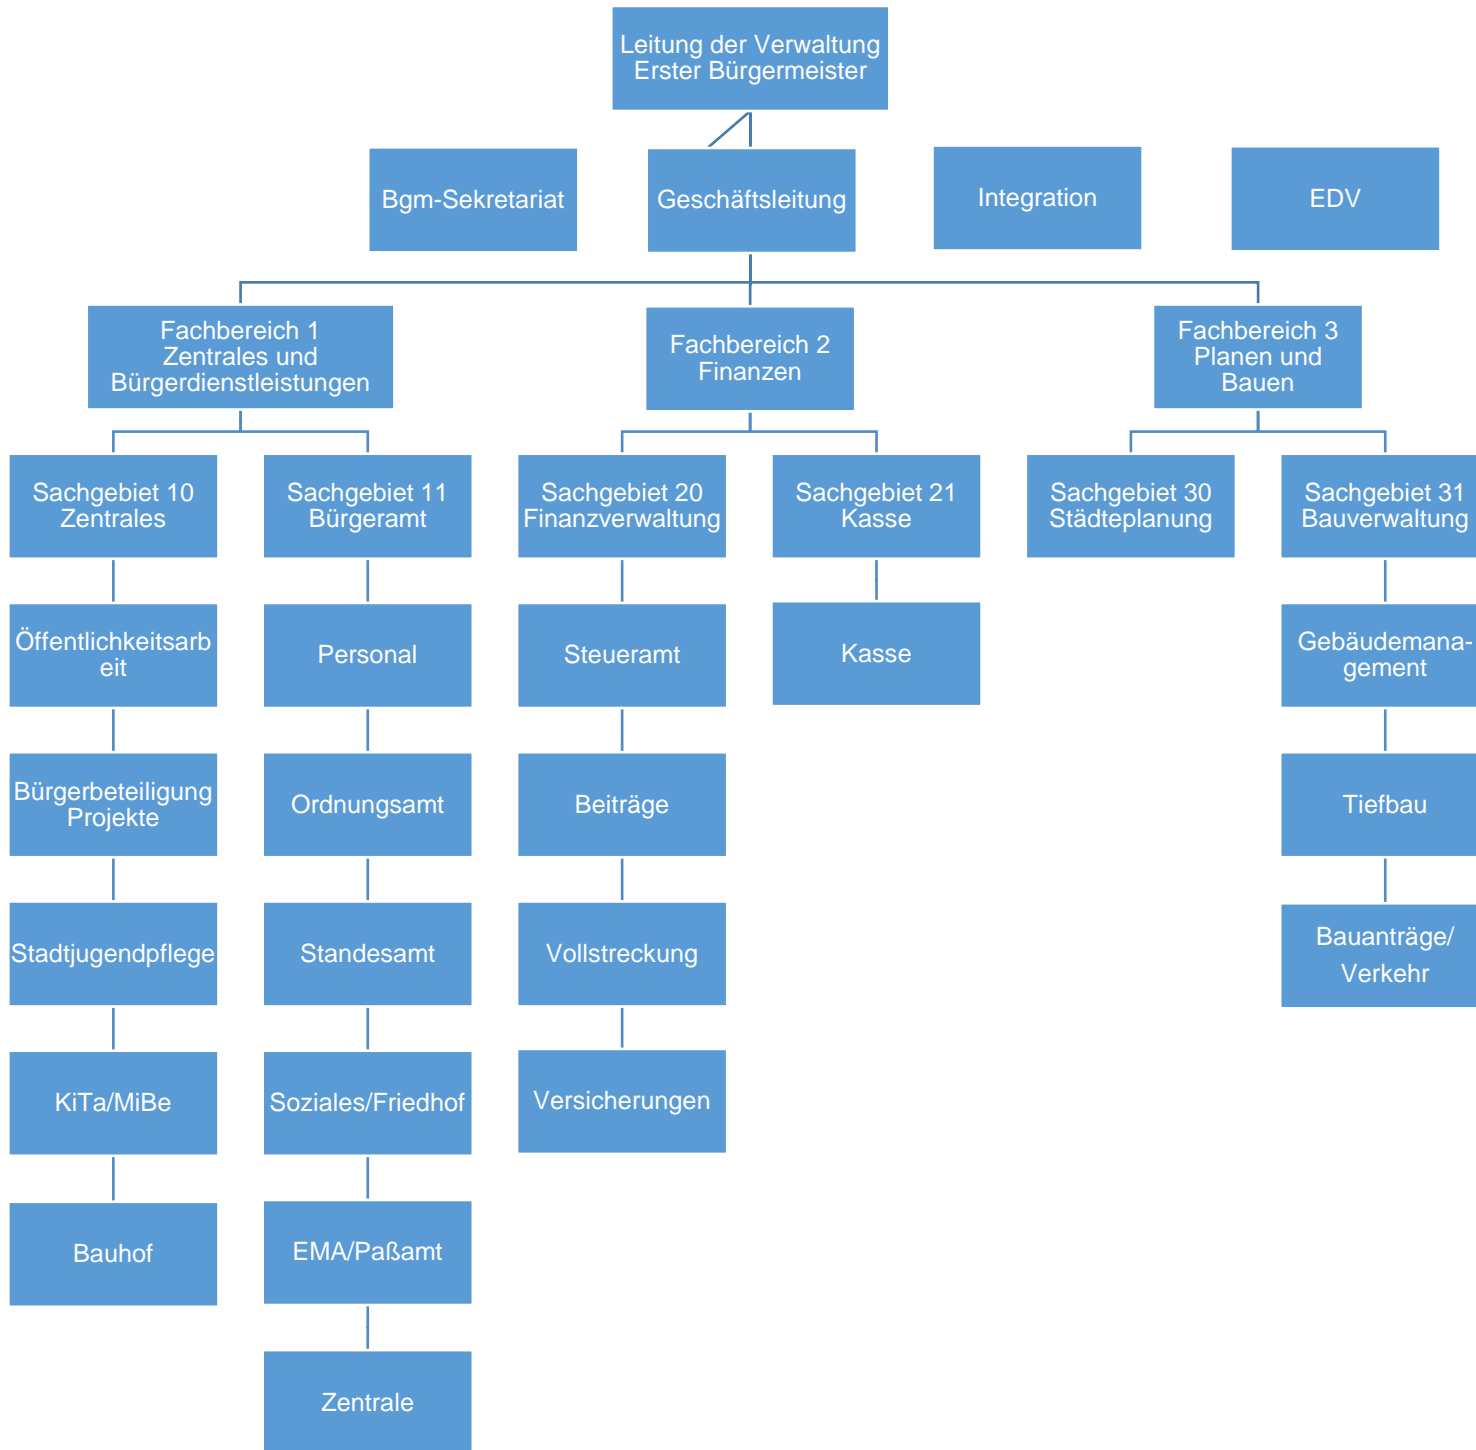 Leitung der Verwaltung
Erster Bürgermeister
Bgm-Sekretariat
Geschäftsleitung
Integration
EDV
Fachbereich 1
Zentrales und
Bürgerdienstleistungen
Fachbereich 2
Finanzen
Fachbereich 3
Planen und
Bauen
Sachgebiet 10
Zentrales
Sachgebiet 11
Bürgeramt
Sachgebiet 20
Finanzverwaltung
Sachgebiet 21
Kasse
Sachgebiet 30
Städteplanung
Sachgebiet 31
Bauverwaltung
Öffentlichkeitsarb
eit
Personal
Steueramt
Kasse
Gebäudemana-
gement
Bürgerbeteiligung
Projekte
Ordnungsamt
Beiträge
Tiefbau
Stadtjugendpflege
Standesamt
Vollstreckung
Bauanträge/
Verkehr
KiTa/MiBe
Soziales/Friedhof
Versicherungen
Bauhof
EMA/Paßamt
Zentrale